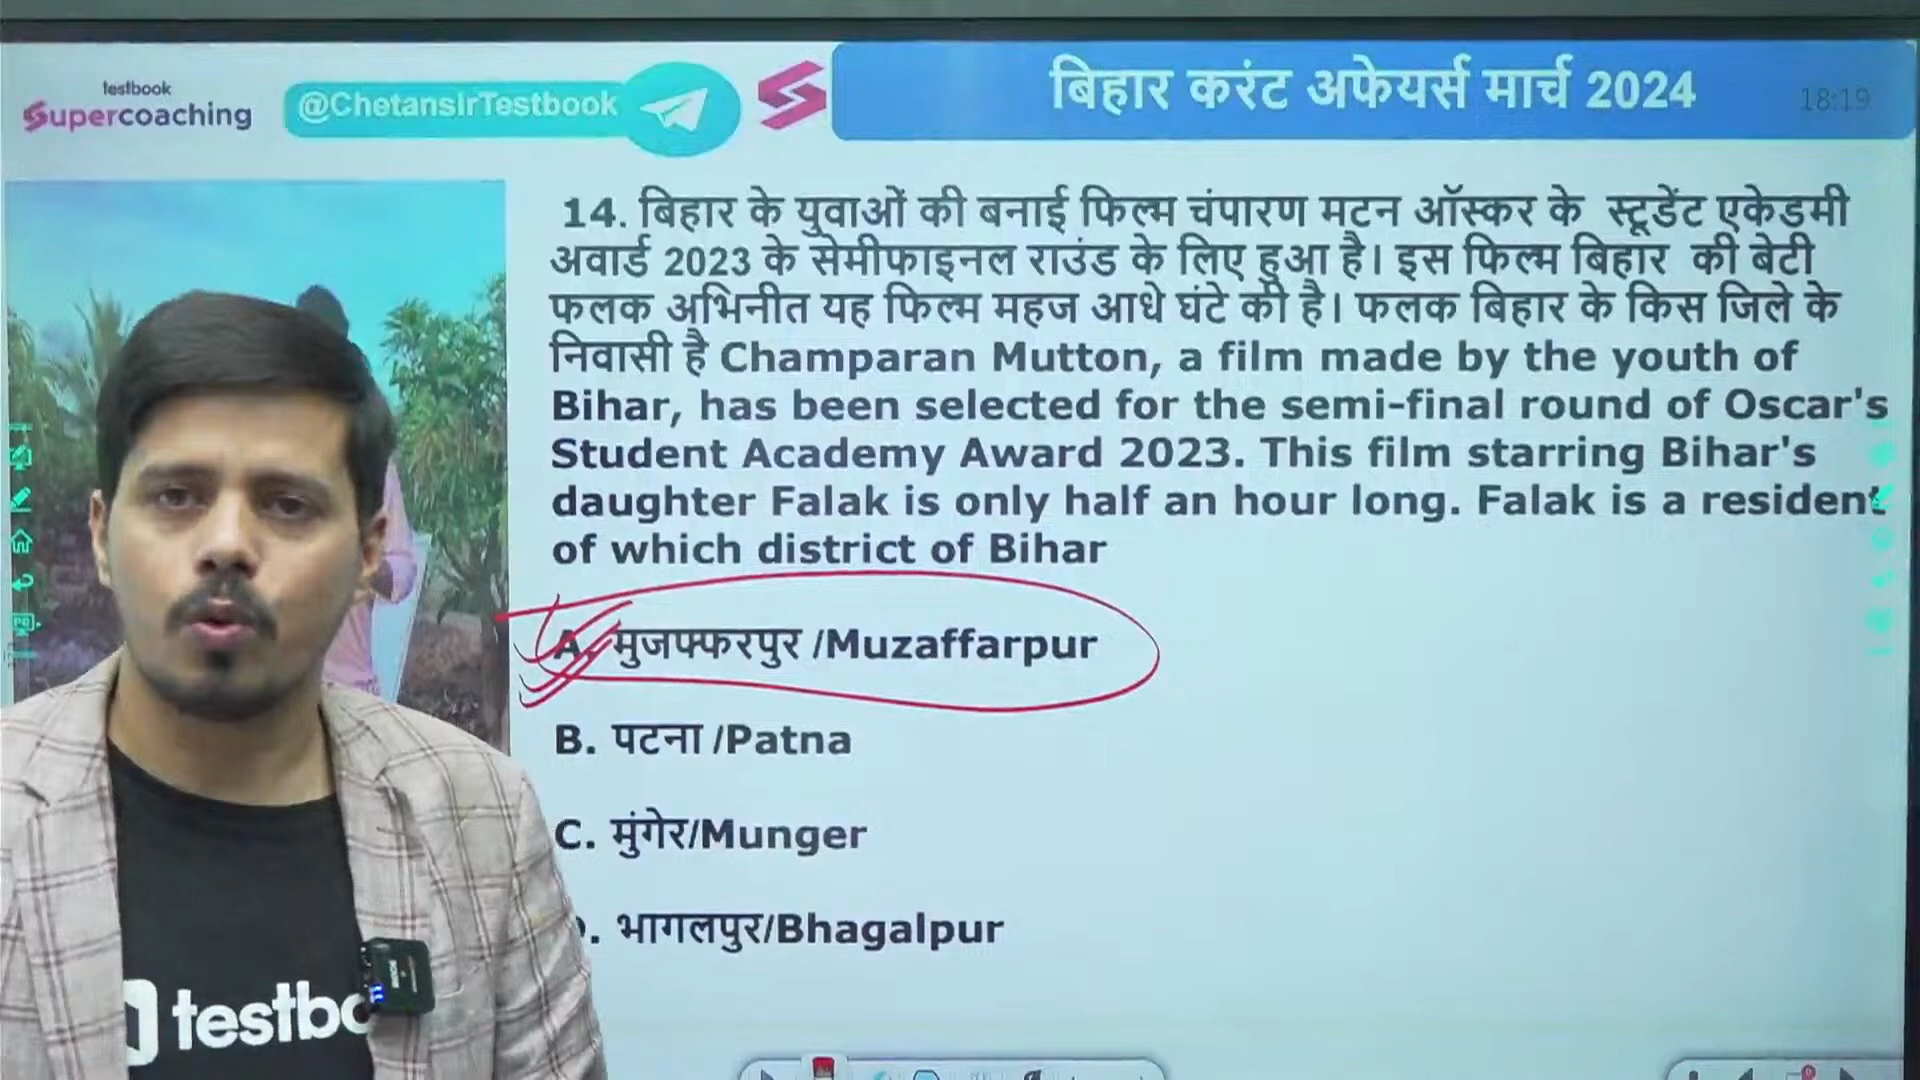 testbook
Supercoaching
@ChetansirTestbook
बिहार करंट अफेयर्स मार्च 2024
18:19
14. बिहार के युवाओं की बनाई फिल्म चंपारण मटन ऑस्कर के स्टूडेंट एकेडमी
अवार्ड 2023 के सेमीफाइनल राउंड के लिए हुआ है। इस फिल्म बिहार की बेटी
फलक अभिनीत यह फिल्म महज आधे घंटे की है। फलक बिहार के किस जिले के
निवासी है Champaran Mutton, a film made by the youth of
Bihar, has been selected for the semi-final round of Oscar's
Student Academy Award 2023. This film starring Bihar's
daughter Falak is only half an hour long. Falak is a resident
of which district of Bihar
A. मुजफ्फरपुर /Muzaffarpur
B. पटना /Patna
C. मुंगेर/Munger
. भागलपुर/Bhagalpur
testbo